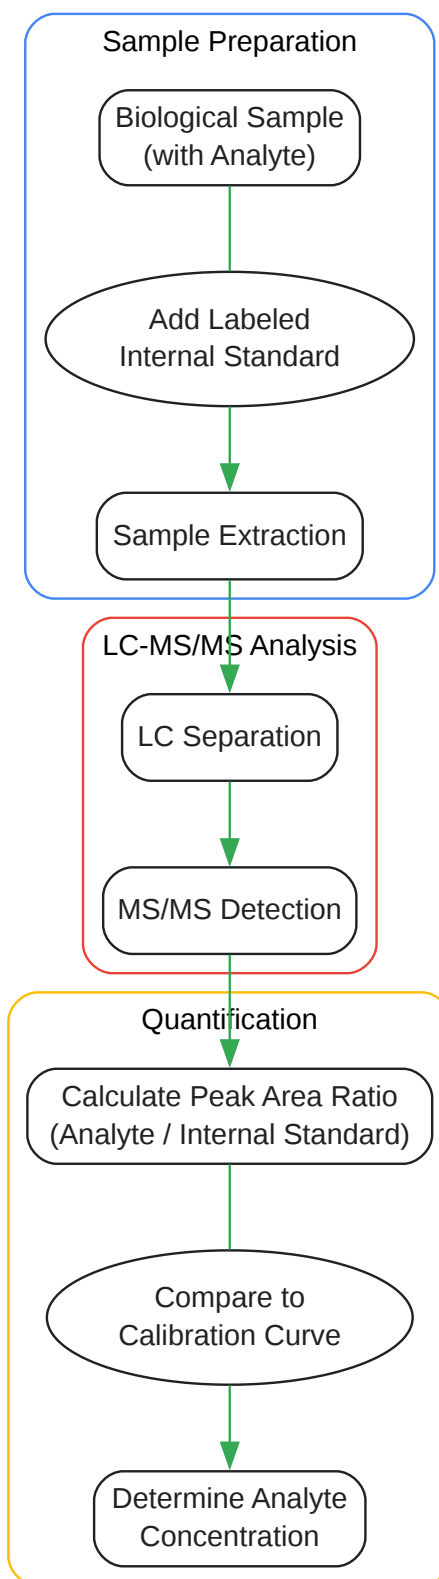 Sample Preparation
Biological Sample
(with Analyte)
Add Labeled
Internal Standard
Sample Extraction
LC-MS/MS Analysis
LC Separation
MS/MS Detection
Quantification
Calculate Peak Area Ratio
(Analyte / Internal Standard)
Compare to
Calibration Curve
Determine Analyte
Concentration